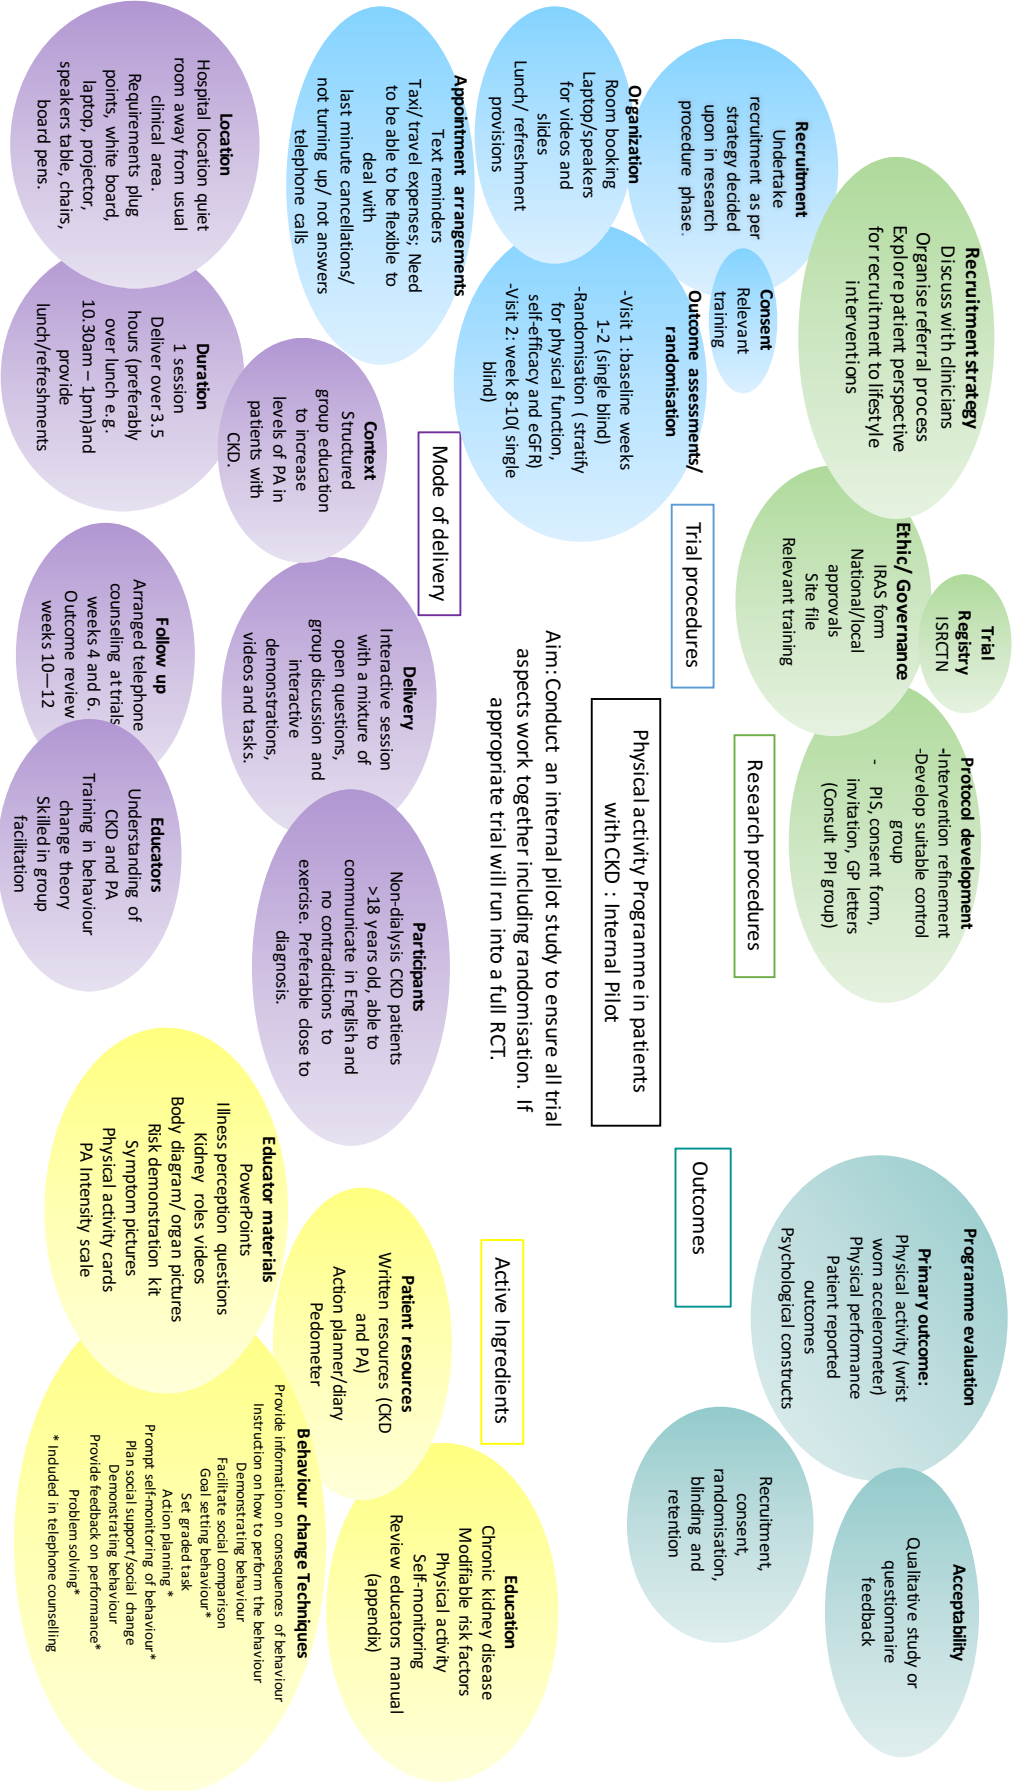 Physical activity Programme in patients
with CKD : Internal Pilot
Aim: Conduct an internal pilot study to ensure all trial
aspects work together including randomisation. If
appropriate trial will run into a full RCT.
Research procedures
Recruitment strategy
Discuss with clinicians
Organise referral process
Explore patient perspective
for recruitment to lifestyle
interventions
Trial
Registry
ISRCTN
Ethic/ Governance
IRAS form
National/local
approvals
Site file
Relevant training
Protocol development
-Intervention refinement
-Develop suitable control
group
- PIS, consent form,
invitation, GP letters
(Consult PPI group)
Trial procedures
Recruitment
Undertake
recruitment as per
strategy decided
upon in research
procedure phase.
Consent
Relevant
training
Organization
Room booking
Laptop/speakers
for videos and
slides
Lunch/ refreshment
provisions
Outcome assessments/
randomisation
-Visit 1 :baseline weeks
1-2 (single blind)
-Randomisation ( stratify
for physical function,
self-efficacy and eGFR)
-Visit 2: week 8-10( single
blind)
Appointment arrangements
Text reminders
Taxi/ travel expenses; Need
to be able to be flexible to
deal with
last minute cancellations/
not turning up/ not answers
telephone calls
Mode of delivery
Location
Hospital location quiet
room away from usual
clinical area.
Requirements plug
points, white board,
laptop, projector,
speakers table, chairs,
board pens.
Duration
1 session
Deliver over 3.5
hours (preferably
over lunch e.g.
10.30am – 1pm)and
provide
lunch/refreshments
Context
Structured
group education
to increase
levels of PA in
patients with
CKD.
Delivery
Interactive session
with a mixture of
open questions,
group discussion and
interactive
demonstrations,
videos and tasks.
Follow up
Arranged telephone
counseling at trials
weeks 4 and 6.
Outcome review
weeks 10—12
Educators
Understanding of
CKD and PA
Training in behaviour
change theory
Skilled in group
facilitation
Participants
Non-dialysis CKD patients
>18 years old, able to
communicate in English and
no contradictions to
exercise. Preferable close to
diagnosis.
Outcomes
Programme evaluation
Primary outcome:
Physical activity (wrist
worn accelerometer)
Physical performance
Patient reported
outcomes
Psychological constructs
Acceptability
Qualitative study or
questionnaire
feedback
Recruitment,
consent,
randomisation,
blinding and
retention
Active Ingredients
Educator materials
PowerPoints
Illness perception questions
Kidney roles videos
Body diagram/ organ pictures
Risk demonstration kit
Symptom pictures
Physical activity cards
PA Intensity scale
Patient resources
Written resources (CKD
and PA)
Action planner/diary
Pedometer
Education
Chronic kidney disease
Modifiable risk factors
Physical activity
Self-monitoring
Review educators manual
(appendix)
Behaviour change Techniques
Provide information on consequences of behaviour
Instruction on how to perform the behaviour
Demonstrating behaviour
Facilitate social comparison
Goal setting behaviour*
Set graded task
Action planning *
Prompt self-monitoring of behaviour*
Plan social support/social change
Demonstrating behaviour
Provide feedback on performance*
Problem solving*
* Included in telephone counselling